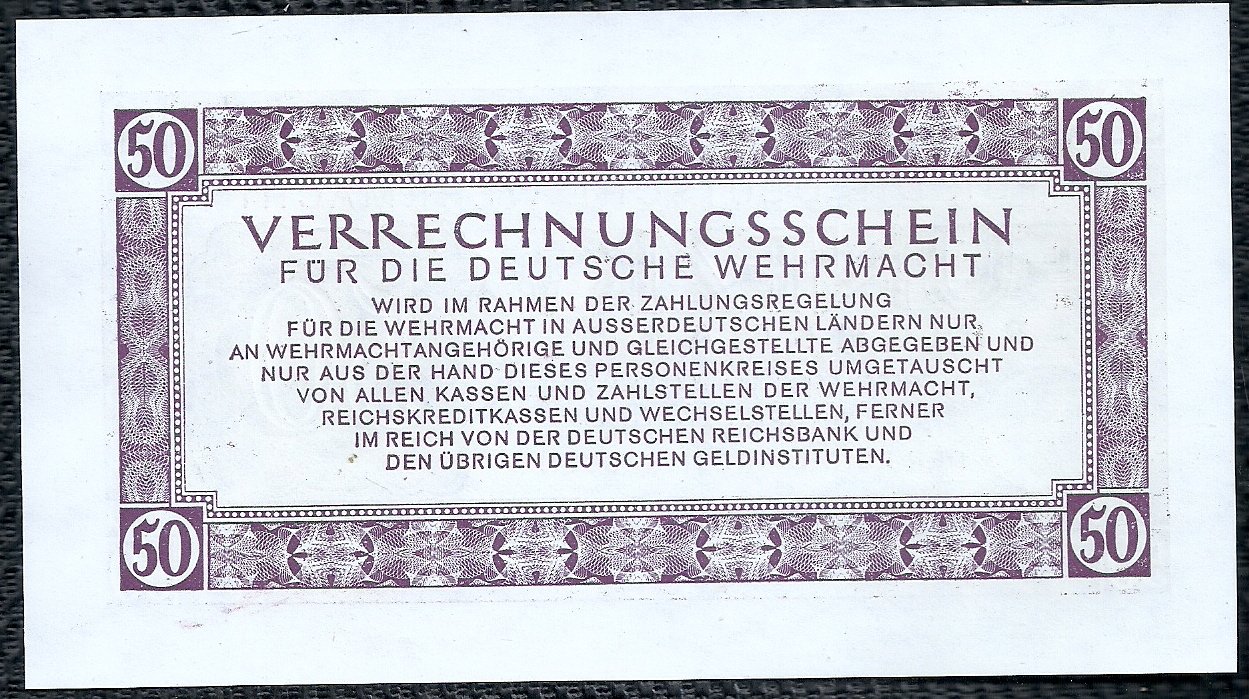 50 50
VERRECHNUNGSSCHEIN
FÜR DIE DEUTSCHE WEHRMACHT
WIRD IM RAHMEN DER ZAHLUNGSREGELUNG
FÜR DIE WEHRMACHT IN AUSSERDEUTSCHEN LÄNDERN NUR
AN WEHRMACHTANGEHÖRIGE UND GLEICHGESTELLTE ABGEGEBEN UND
NUR AUS DER HAND DIESES PERSONENKREISES UMGETAUSCHT
VON ALLEN KASSEN UND ZAHLSTELLEN DER WEHRMACHT,
REICHSKREDITKASSEN UND WECHSELSTELLEN, FERNER
IM REICH VON DER DEUTSCHEN REICHSBANK UND
DEN ÜBRIGEN DEUTSCHEN GELDINSTITUTEN.
50 50